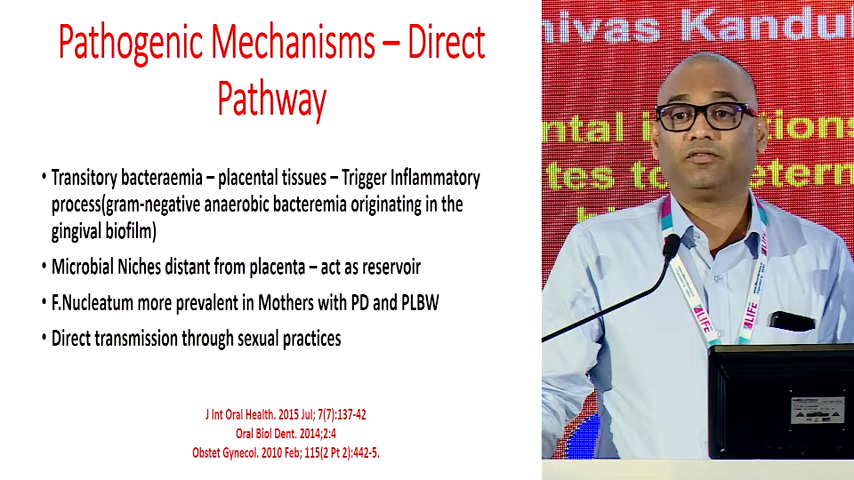 Pathogenic Mechanisms – Direct
Pathway
• Transitory bacteraemia – placental tissues – Trigger Inflammatory
process(gram-negative anaerobic bacteremia originating in the
gingival biofilm)
• Microbial Niches distant from placenta – act as reservoir
• F.Nucleatum more prevalent in Mothers with PD and PLBW
• Direct transmission through sexual practices
J Int Oral Health. 2015 Jul; 7(7):137-42
Oral Biol Dent. 2014;2:4
Obstet Gynecol. 2010 Feb; 115(2 Pt 2):442-5.
nivas Kandul
ntal i tions
tes to etern
LIFE
LIFE